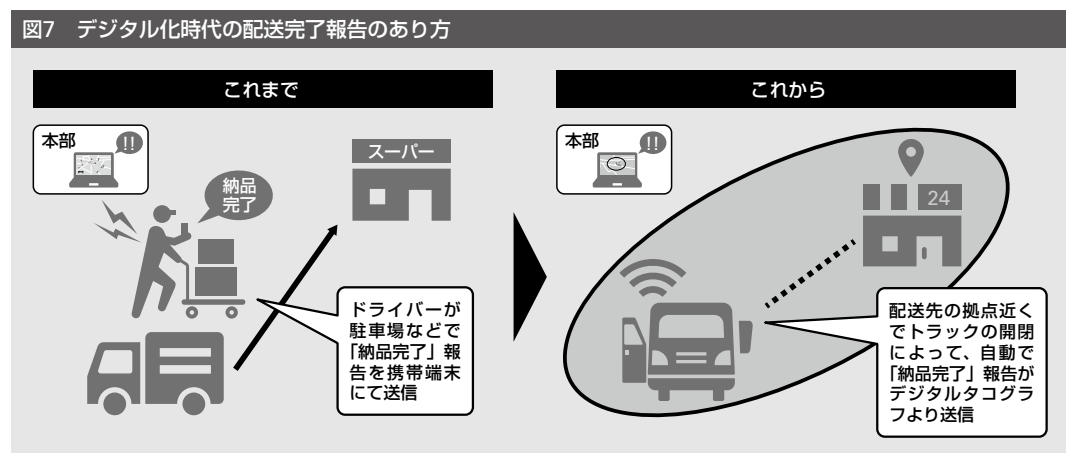 図7　デジタル化時代の配送完了報告のあり方
これまで
本部
!!
納品
完了
スーパー
ドライバーが
駐車場などで
「納品完了」報
告を携帯端末
にて送信
これから
本部
!!
24
配送先の拠点近く
でトラックの開閉
によって、自動で
「納品完了」報告が
デジタルタコグラ
フより送信